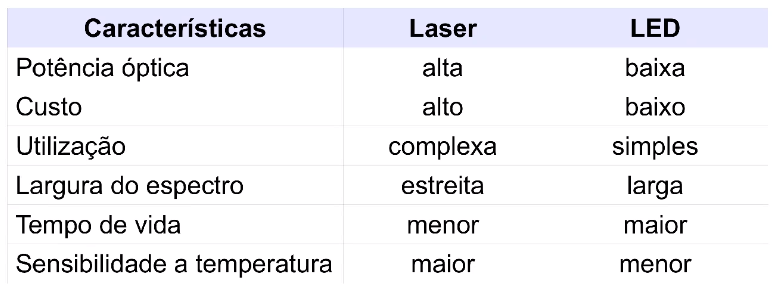 Características Laser LED
Potência óptica alta baixa
Custo alto baixo
Utilização complexa simples
Largura do espectro estreita larga
Tempo de vida menor maior
Sensibilidade a temperatura maior menor